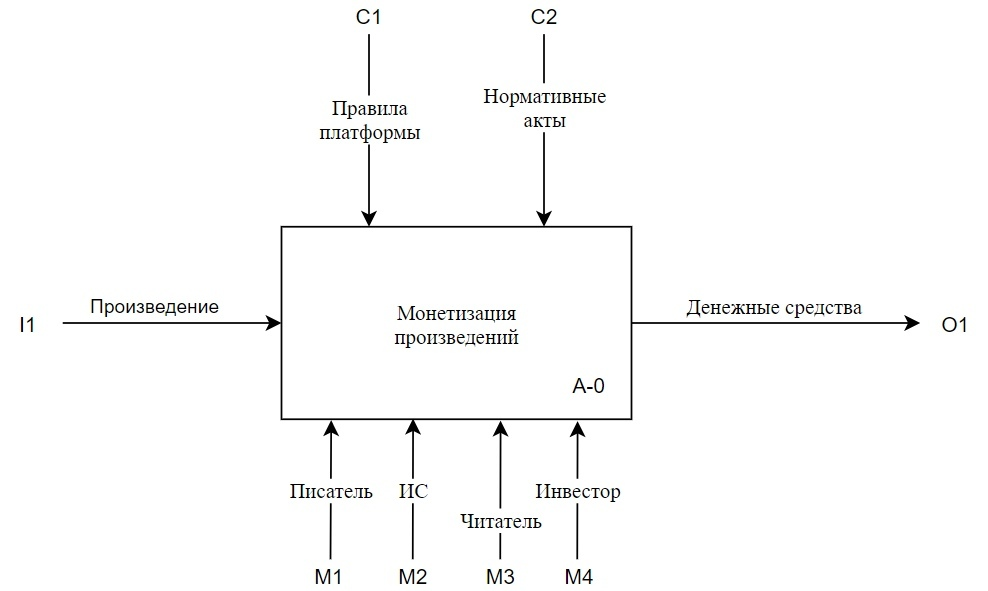 C1
C2
Правила
платформы
Нормативные
акты
I1
Произведение
Монетизация
произведений
A-0
Денежные средства
O1
Писатель
ИС
Читатель
Инвестор
M1
M2
M3
M4